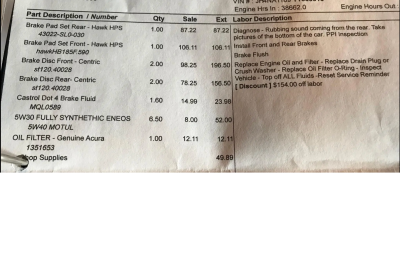 Engine Hrs In : 38662.0 Engine Hours Out
Part Description / Number Qty Sale Ext Labor Description
Brake Pad Set Rear - Hawk HPS 1.00 87.22 87.22
43022-SL0-030
Brake Pad Set Front - Hawk HPS 1.00 106.11 106.11
hawkHB185F.590
Brake Disc Front - Centric 2.00 98.25 196.50
st120.40028
Brake Disc Rear- Centric 2.00 78.25 156.50
st120.40028
Castrol Dot 4 Brake Fluid 1.60 14.99 23.98
MQL0589
5W30 FULLY SYNTHETHIC ENEOS 6.50 8.00 52.00
5W40 MOTUL
OIL FILTER - Genuine Acura 1.00 12.11 12.11
1351653
Shop Supplies 49.89
Diagnose - Rubbing sound coming from the rear. Take
pictures of the bottom of the car. PPI inspection
Install Front and Rear Brakes
Brake Flush
Replace Engine Oil and Filter - Replace Drain Plug or
Crush Washer - Replace Oil Filter O-Ring - Inspect
Vehicle - Top off ALL Fluids -Reset Service Reminder
[ Discount ] $154.00 off labor